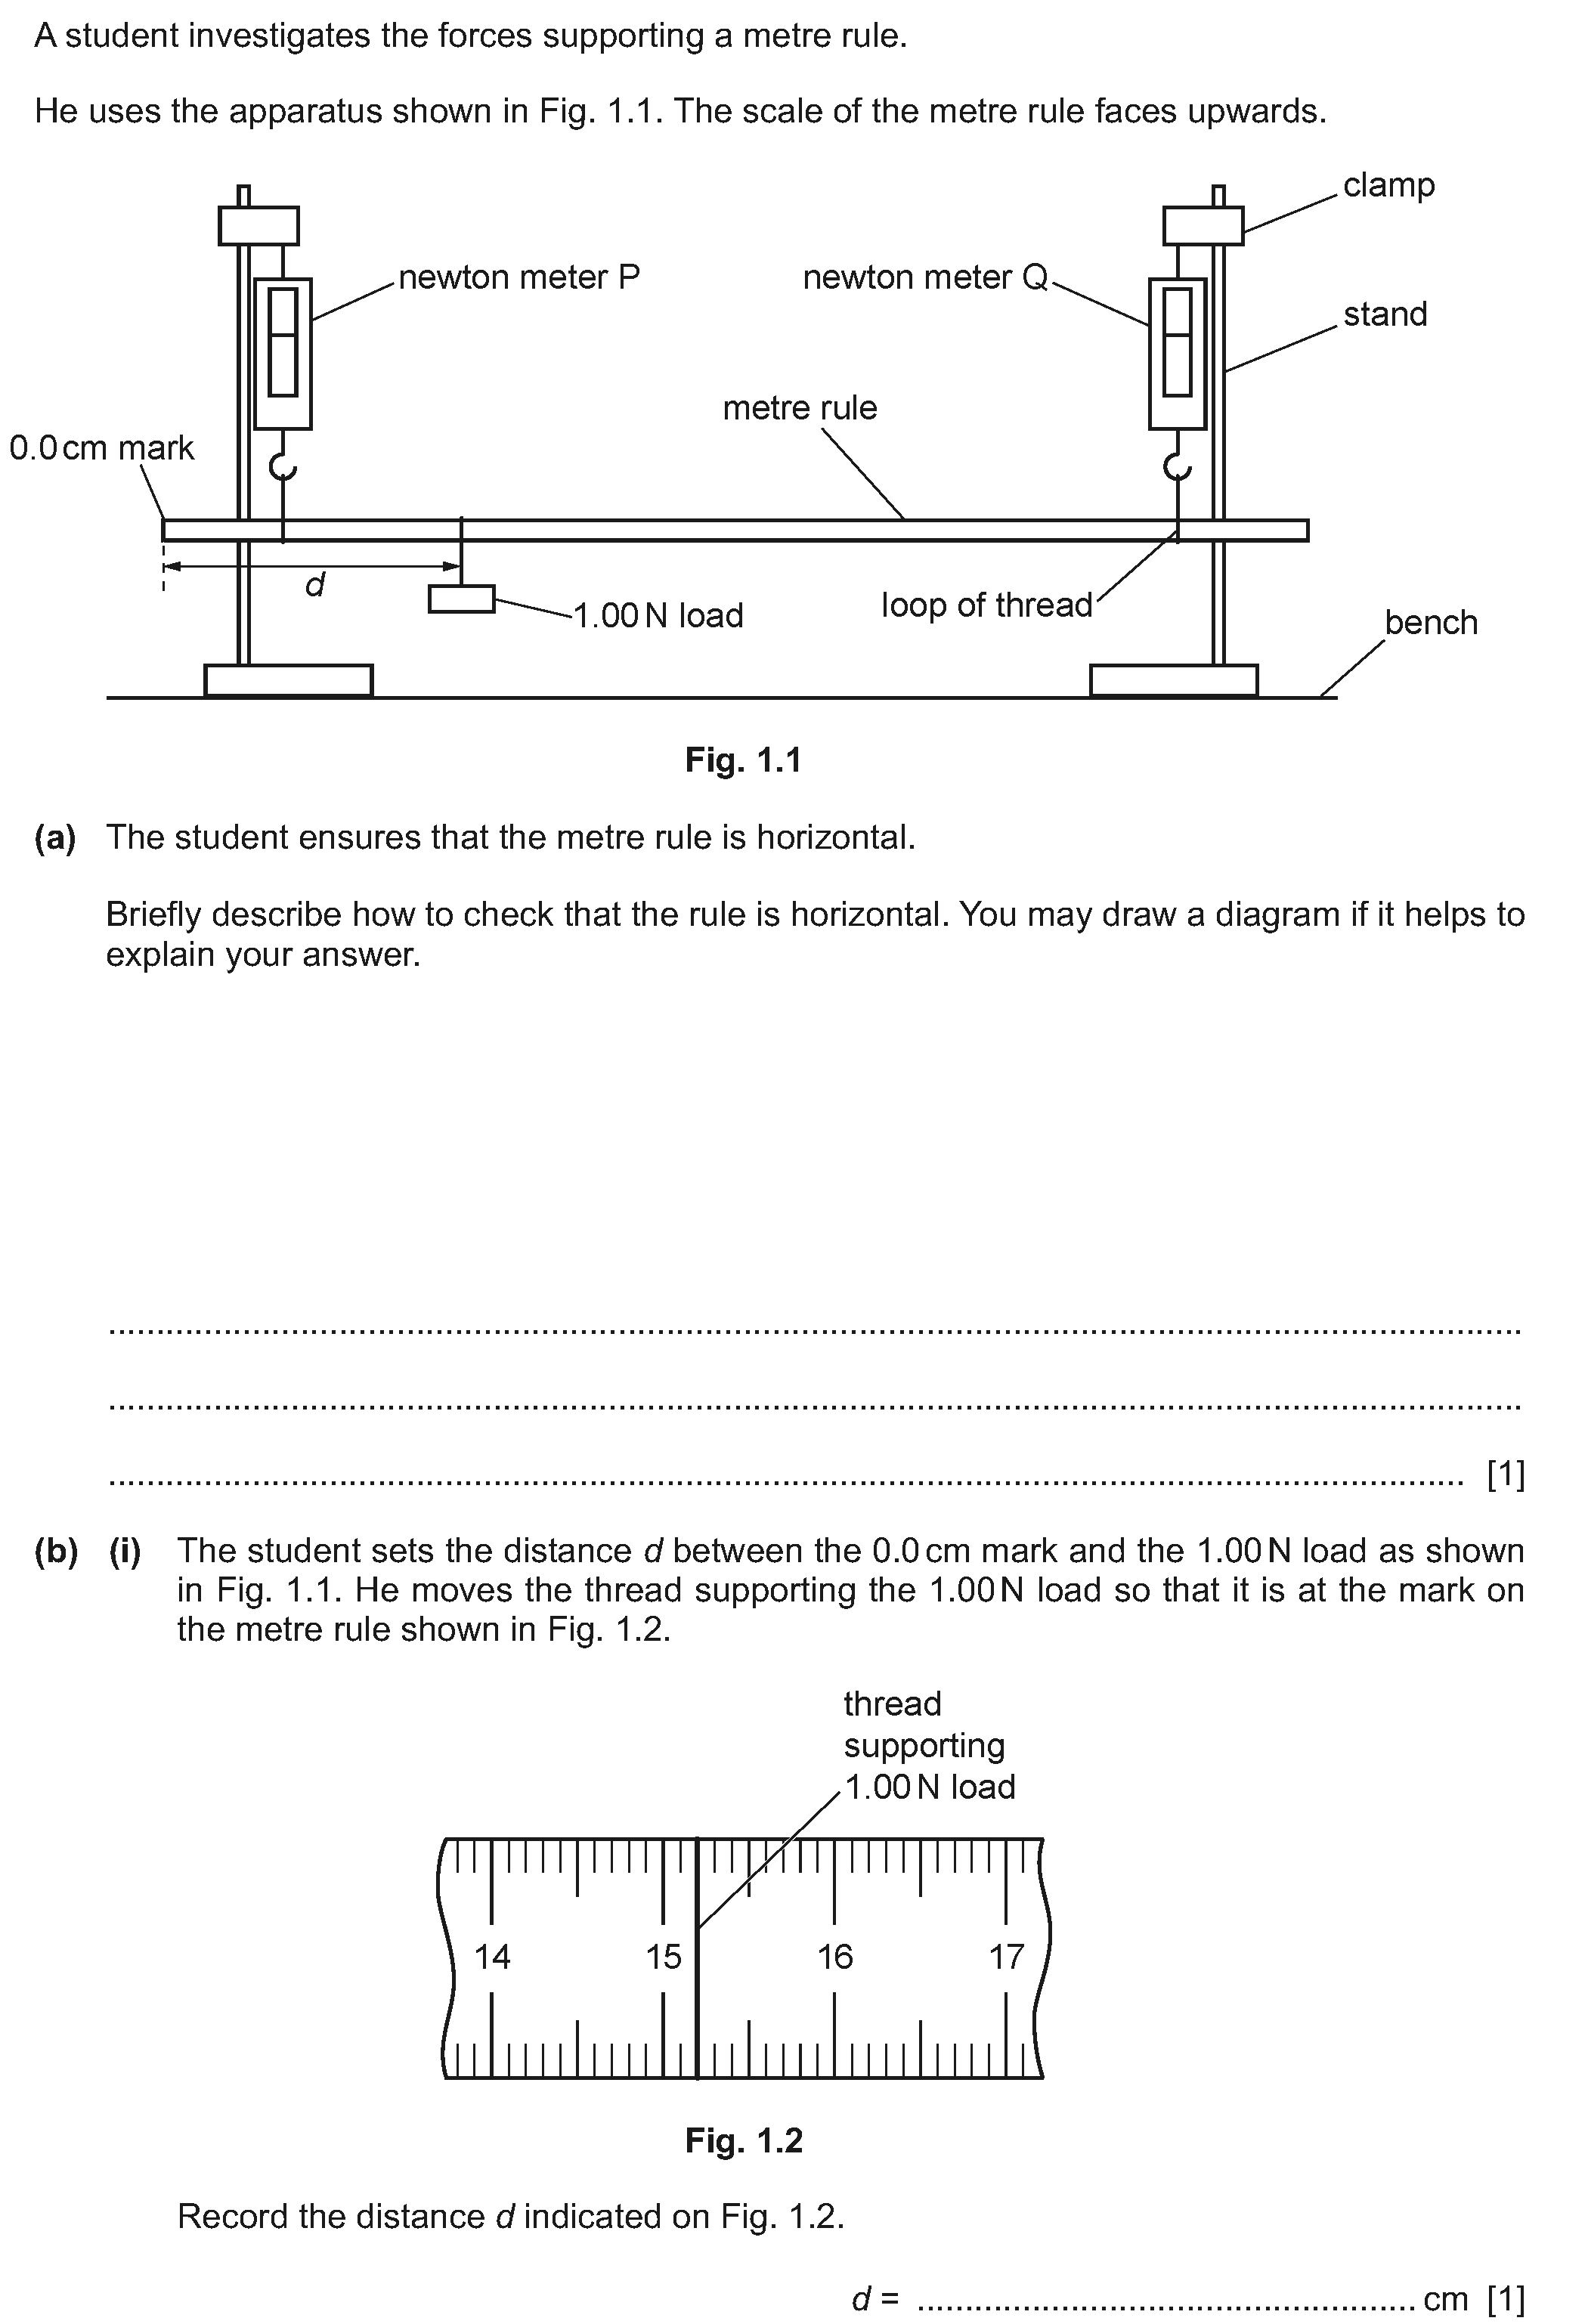 A student investigates the forces supporting a metre rule.
He uses the apparatus shown in Fig. 1.1. The scale of the metre rule faces upwards.
clamp
newton meter P
newton meter Q
stand
metre rule
0.0 cm mark
d
1.00 N load
loop of thread
bench
Fig. 1.1
(a) The student ensures that the metre rule is horizontal.
Briefly describe how to check that the rule is horizontal. You may draw a diagram if it helps to
explain your answer.
[1]
(b) (i) The student sets the distance d between the 0.0 cm mark and the 1.00 N load as shown
in Fig. 1.1. He moves the thread supporting the 1.00 N load so that it is at the mark on
the metre rule shown in Fig. 1.2.
thread
supporting
1.00 N load
14 15 16 17
Fig. 1.2
Record the distance d indicated on Fig. 1.2.
d = .................................................... cm [1]